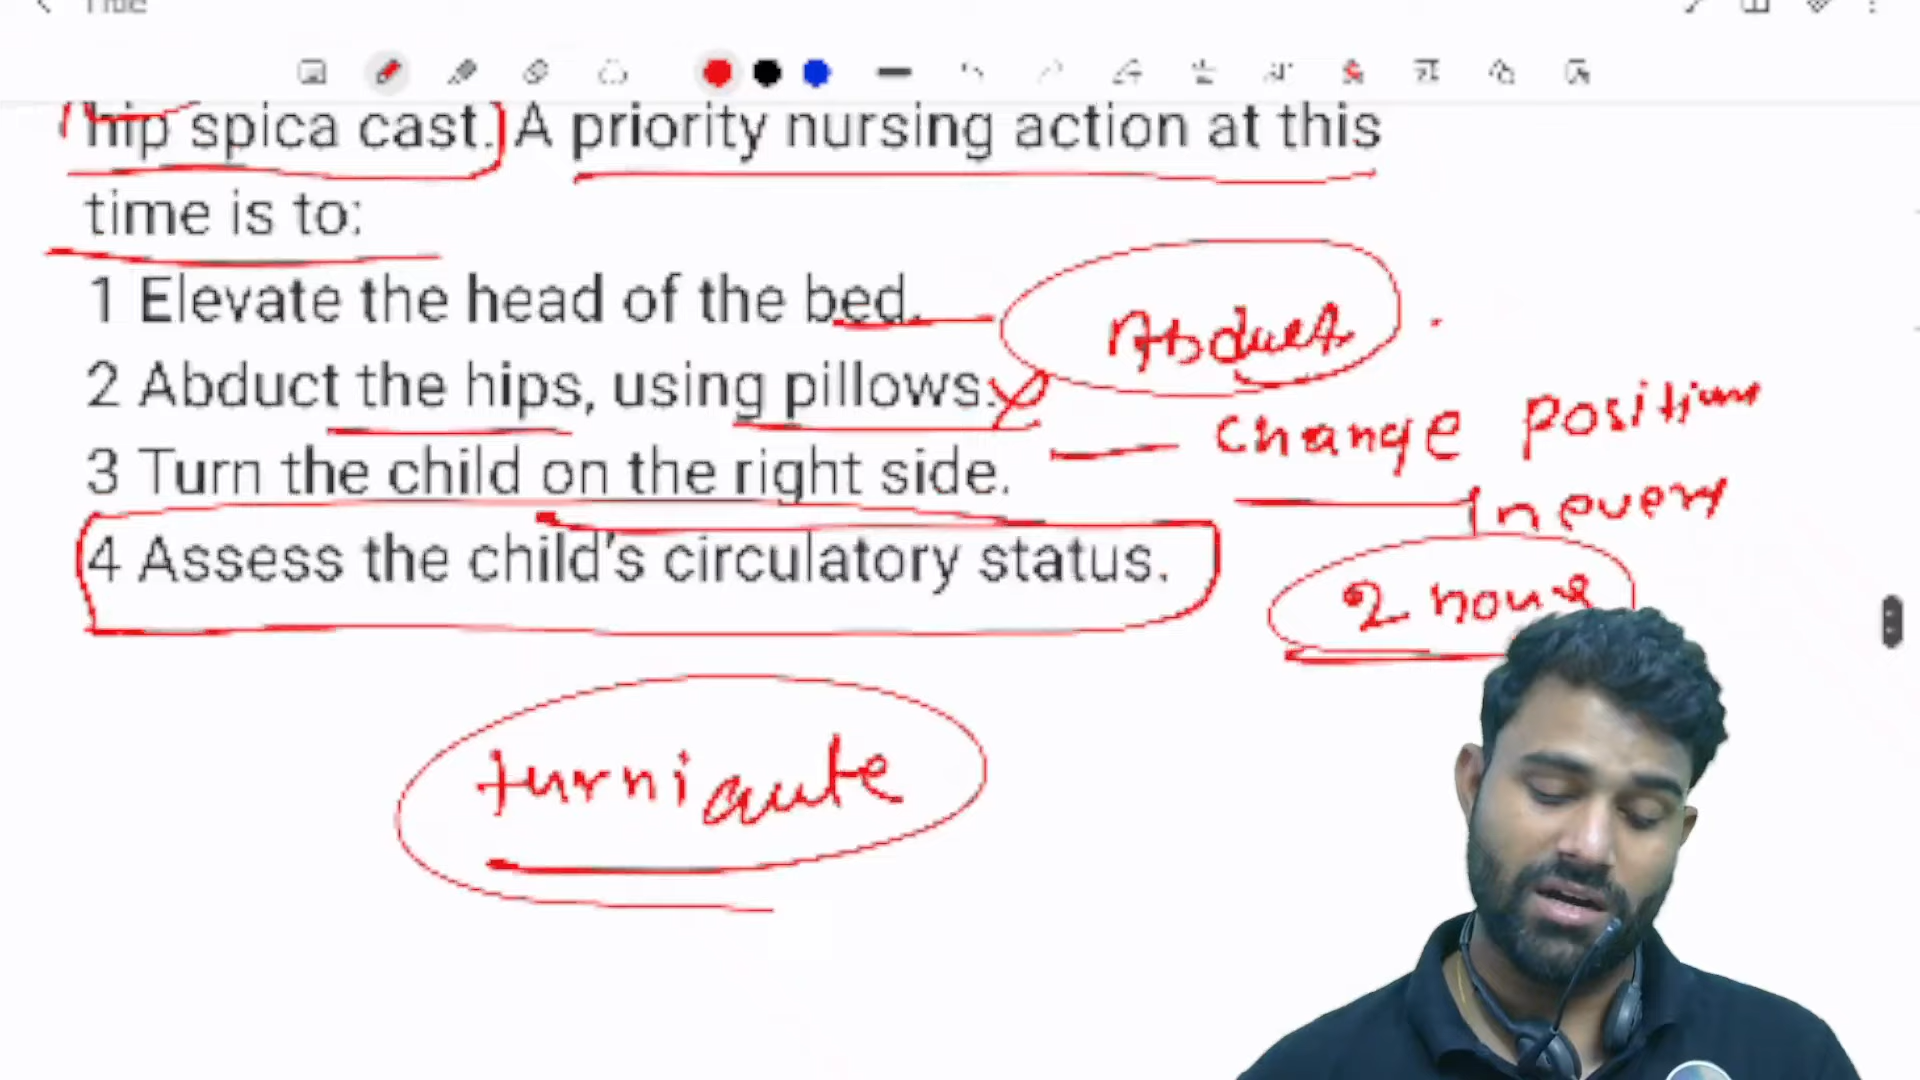 Title
hip spica cast. A priority nursing action at this
time is to:
1 Elevate the head of the bed.
Abduct
2 Abduct the hips, using pillows.
change position
3 Turn the child on the right side.
In every
4 Assess the child's circulatory status.
2 hours
turniqute